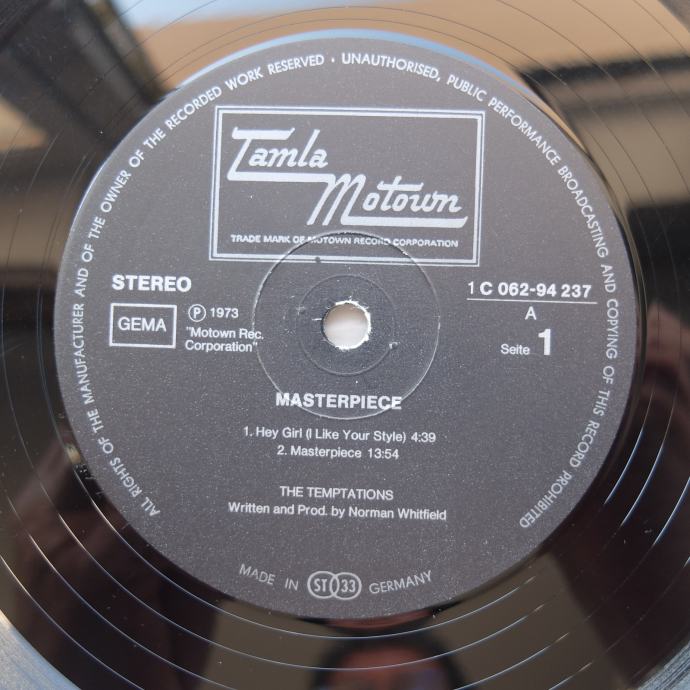 ALL RIGHTS OF THE MANUFACTURER AND OF THE OWNER OF THE RECORDED WORK RESERVED · UNAUTHORISED, PUBLIC PERFORMANCE BROADCASTING AND COPYING OF THIS RECORD PROHIBITED
Tamla
Motown
TRADE MARK OF MOTOWN RECORD CORPORATION
STEREO
GEMA
℗ 1973
"Motown Rec.
Corporation"
1 C 062-94 237
A
Seite 1
MASTERPIECE
1. Hey Girl (I Like Your Style) 4:39
2. Masterpiece 13:54
THE TEMPTATIONS
Written and Prod. by Norman Whitfield
MADE IN ST 33 GERMANY